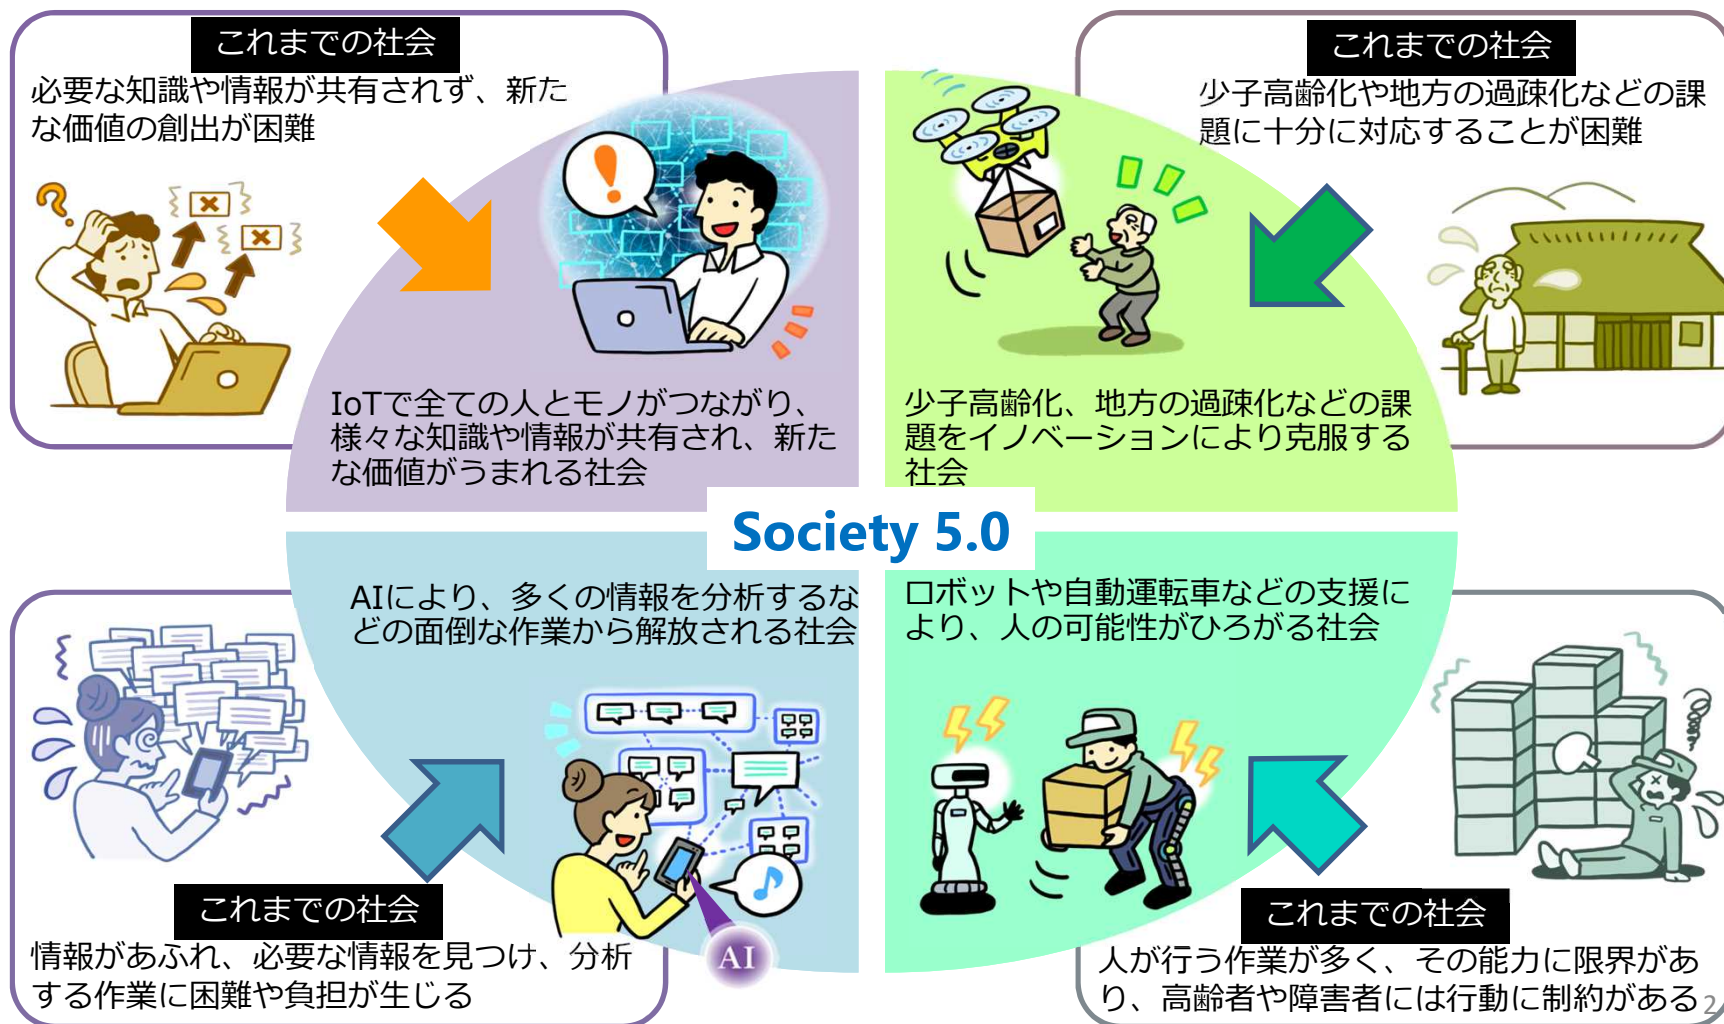 これまでの社会
必要な知識や情報が共有されず、新た
な価値の創出が困難
これまでの社会
少子高齢化や地方の過疎化などの課
題に十分に対応することが困難
IoTで全ての人とモノがつながり、
様々な知識や情報が共有され、新た
な価値がうまれる社会
少子高齢化、地方の過疎化などの課
題をイノベーションにより克服する
社会
Society 5.0
AIにより、多くの情報を分析するな
どの面倒な作業から解放される社会
ロボットや自動運転車などの支援に
より、人の可能性がひろがる社会
AI
これまでの社会
情報があふれ、必要な情報を見つけ、分析
する作業に困難や負担が生じる
これまでの社会
人が行う作業が多く、その能力に限界があ
り、高齢者や障害者には行動に制約がある
2